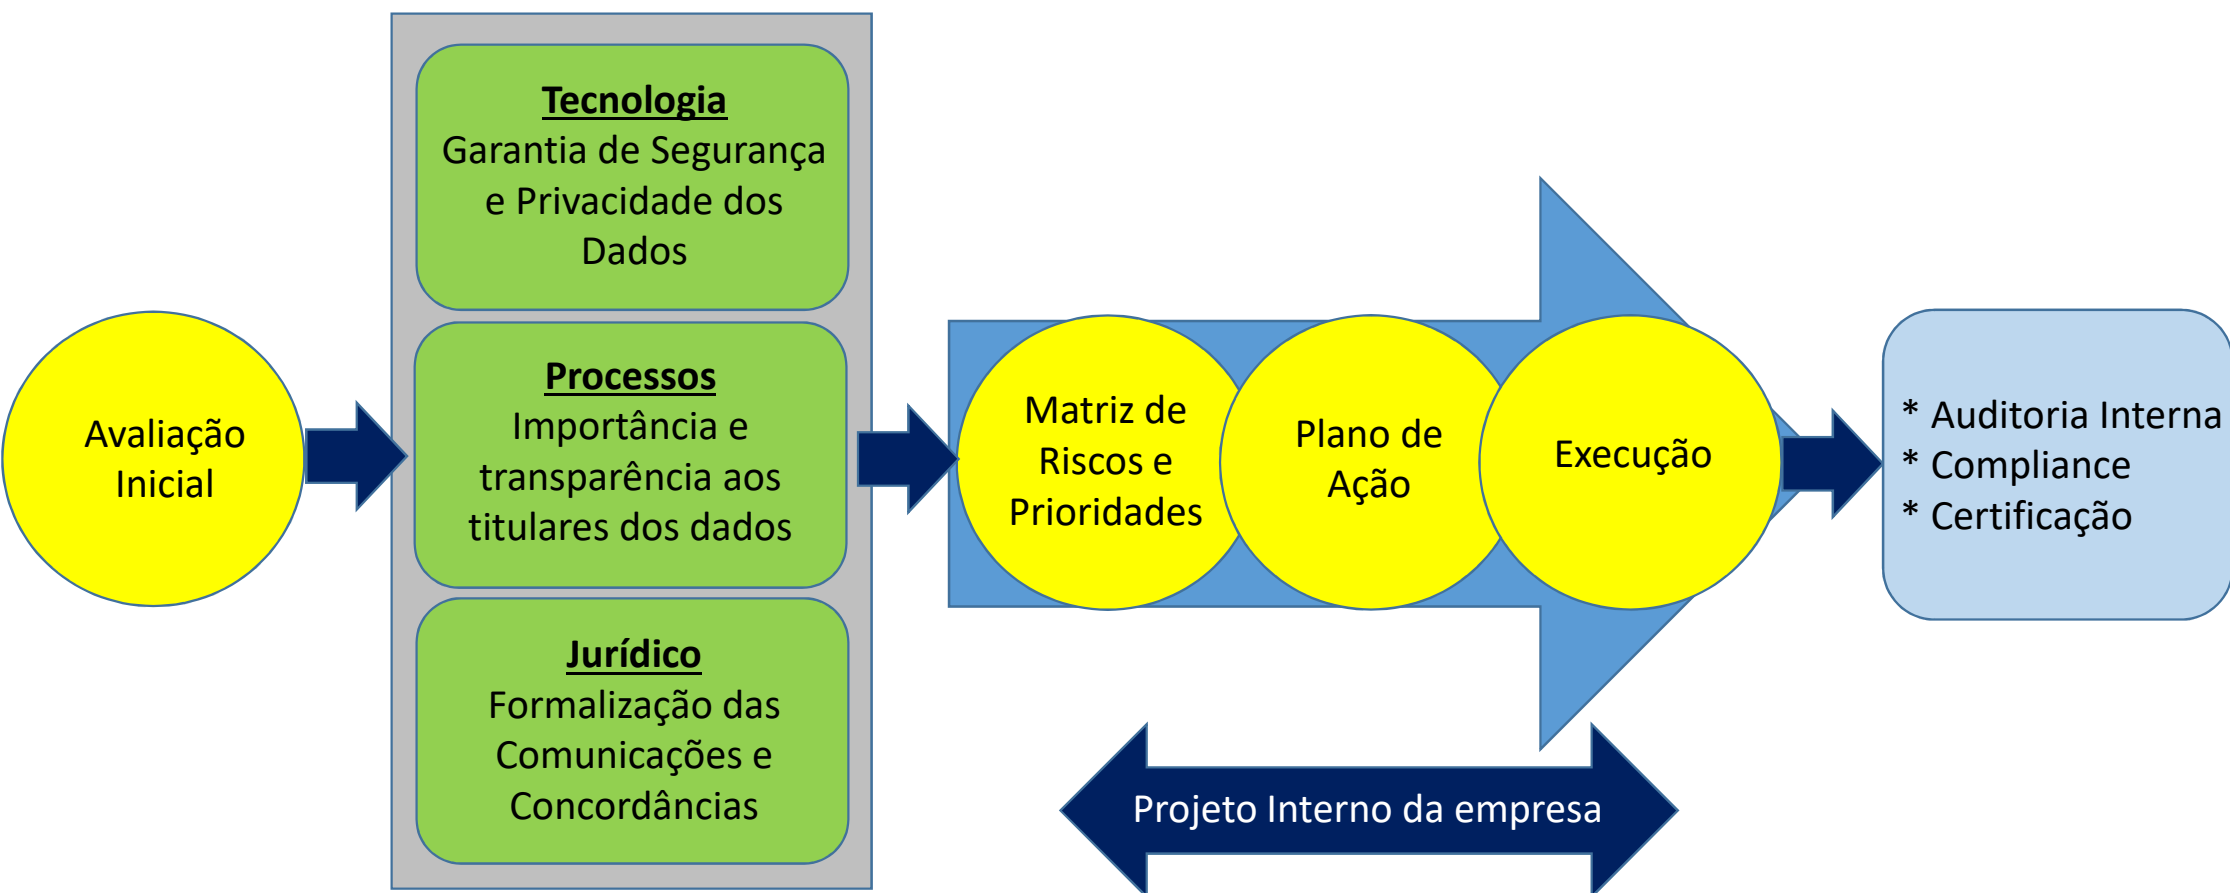 Avaliação
Inicial
Tecnologia
Garantia de Segurança
e Privacidade dos
Dados
Processos
Importância e
transparência aos
titulares dos dados
Jurídico
Formalização das
Comunicações e
Concordâncias
Matriz de
Riscos e
Prioridades
Plano de
Ação
Execução
Projeto Interno da empresa
* Auditoria Interna
* Compliance
* Certificação